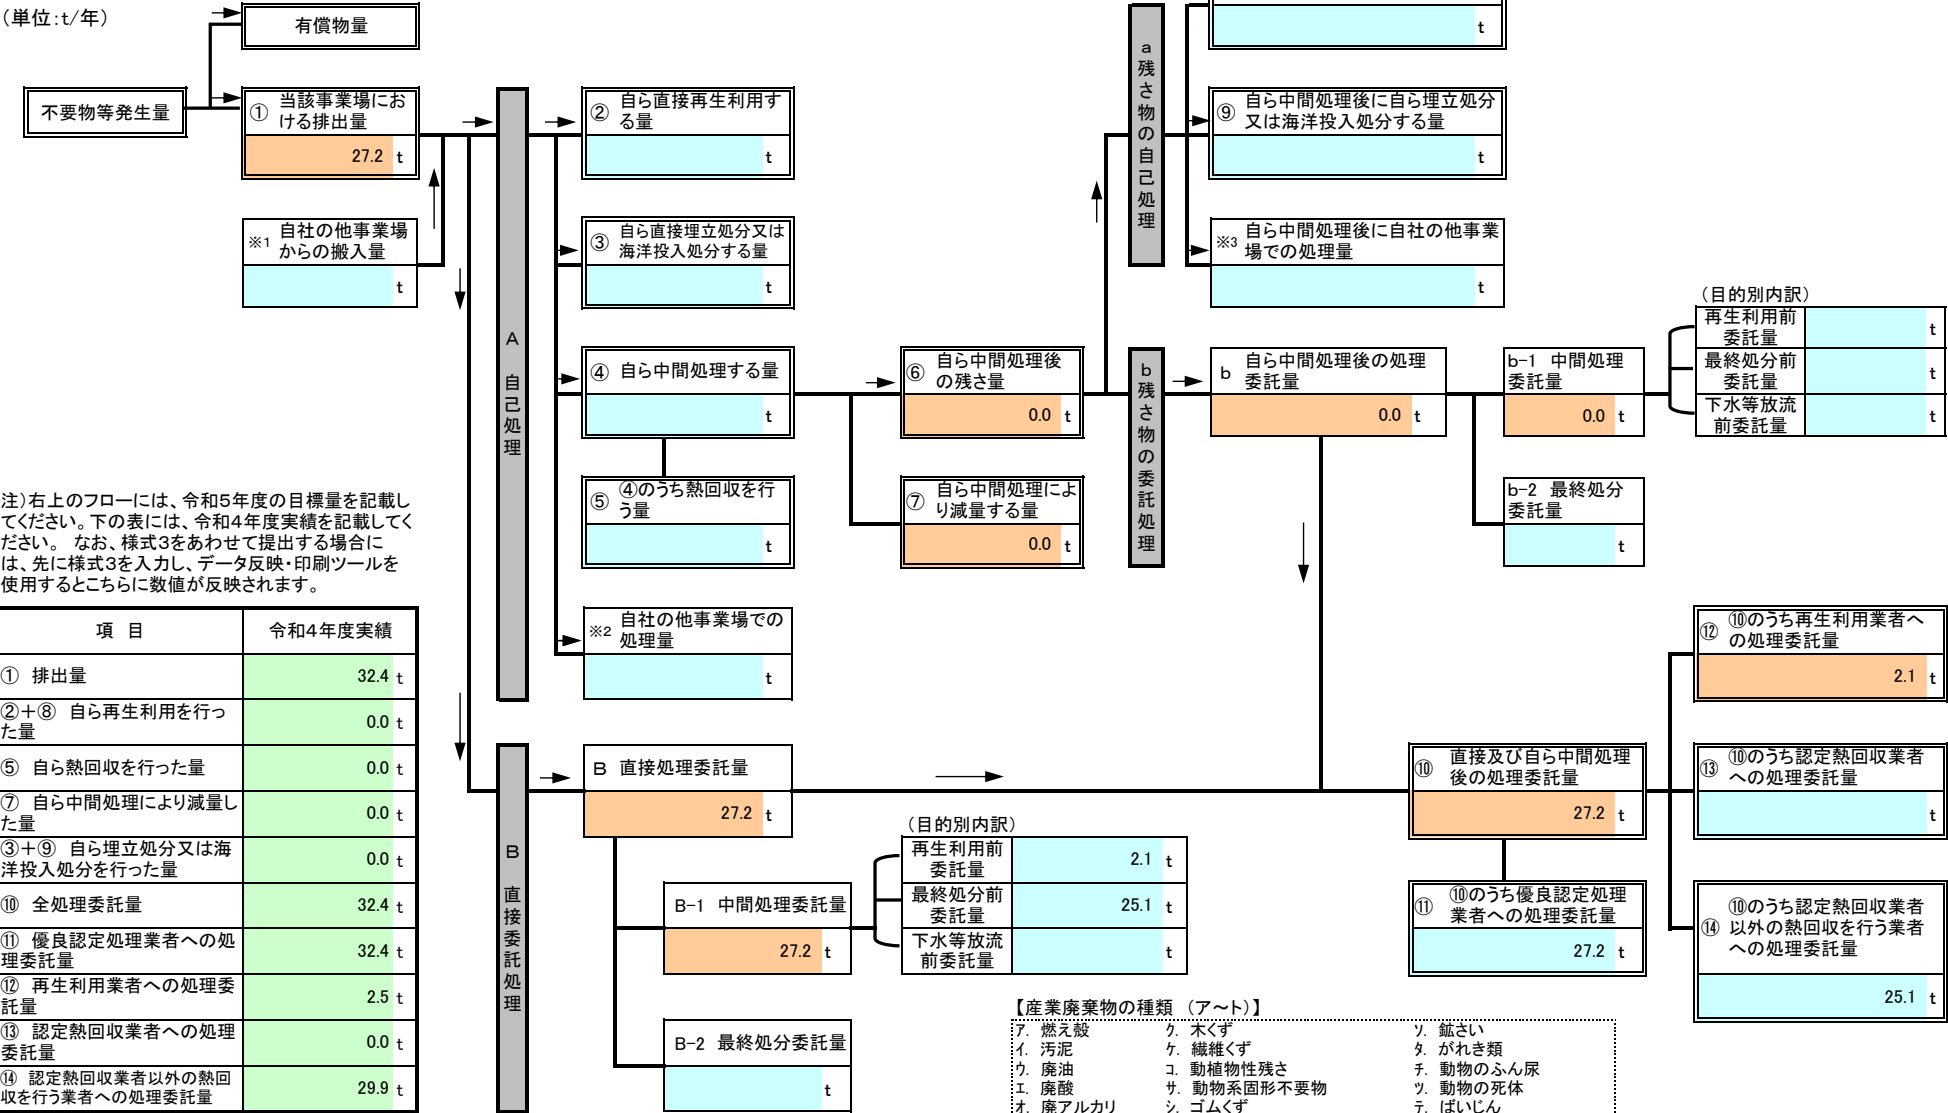 （単位：t/年）
有償物量
不要物等発生量
① 当該事業場にお
ける排出量
27.2 t
※1 自社の他事業場
からの搬入量
t
A 自己処理
② 自ら直接再生利用す
る量
t
③ 自ら直接埋立処分又は
海洋投入処分する量
t
④ 自ら中間処理する量
t
⑤ ④のうち熱回収を行
う量
t
※2 自社の他事業場での
処理量
t
⑥ 自ら中間処理後
の残さ量
0.0 t
⑦ 自ら中間処理によ
り減量する量
0.0 t
a 残さ物の自己処理
t
⑨ 自ら中間処理後に自ら埋立処分
又は海洋投入処分する量
t
※3 自ら中間処理後に自社の他事業
場での処理量
t
b 残さ物の委託処理
b 自ら中間処理後の処理
委託量
0.0 t
b-1 中間処理
委託量
0.0 t
b-2 最終処分
委託量
t
（目的別内訳）
再生利用前
委託量 t
最終処分前
委託量 t
下水等放流
前委託量 t
注）右上のフローには、令和５年度の目標量を記載し
てください。下の表には、令和４年度実績を記載してく
ださい。 なお、様式３をあわせて提出する場合に
は、先に様式３を入力し、データ反映・印刷ツールを
使用するとこちらに数値が反映されます。
項 目 令和４年度実績
① 排出量 32.4 t
②＋⑧ 自ら再生利用を行っ
た量 0.0 t
⑤ 自ら熱回収を行った量 0.0 t
⑦ 自ら中間処理により減量し
た量 0.0 t
③＋⑨ 自ら埋立処分又は海
洋投入処分を行った量 0.0 t
⑩ 全処理委託量 32.4 t
⑪ 優良認定処理業者への処
理委託量 32.4 t
⑫ 再生利用業者への処理委
託量 2.5 t
⑬ 認定熱回収業者への処理
委託量 0.0 t
⑭ 認定熱回収業者以外の熱回
収を行う業者への処理委託量 29.9 t
B 直接委託処理
B 直接処理委託量
27.2 t
B-1 中間処理委託量
27.2 t
B-2 最終処分委託量
t
（目的別内訳）
再生利用前
委託量 2.1 t
最終処分前
委託量 25.1 t
下水等放流
前委託量 t
⑩ 直接及び自ら中間処理
後の処理委託量
27.2 t
⑪ ⑩のうち優良認定処理
業者への処理委託量
27.2 t
⑫ ⑩のうち再生利用業者へ
の処理委託量
2.1 t
⑬ ⑩のうち認定熱回収業者
への処理委託量
t
⑭ ⑩のうち認定熱回収業者
以外の熱回収を行う業者
への処理委託量
25.1 t
【産業廃棄物の種類 （ア～ト）】
ｱ. 燃え殻 ｸ. 木くず ｿ. 鉱さい
ｲ. 汚泥 ｹ. 繊維くず ﾀ. がれき類
ｳ. 廃油 ｺ. 動植物性残さ ﾁ. 動物のふん尿
ｴ. 廃酸 ｻ. 動物系固形不要物 ﾂ. 動物の死体
ｵ. 廃アルカリ ｼ. ゴムくず ﾃ. ばいじん